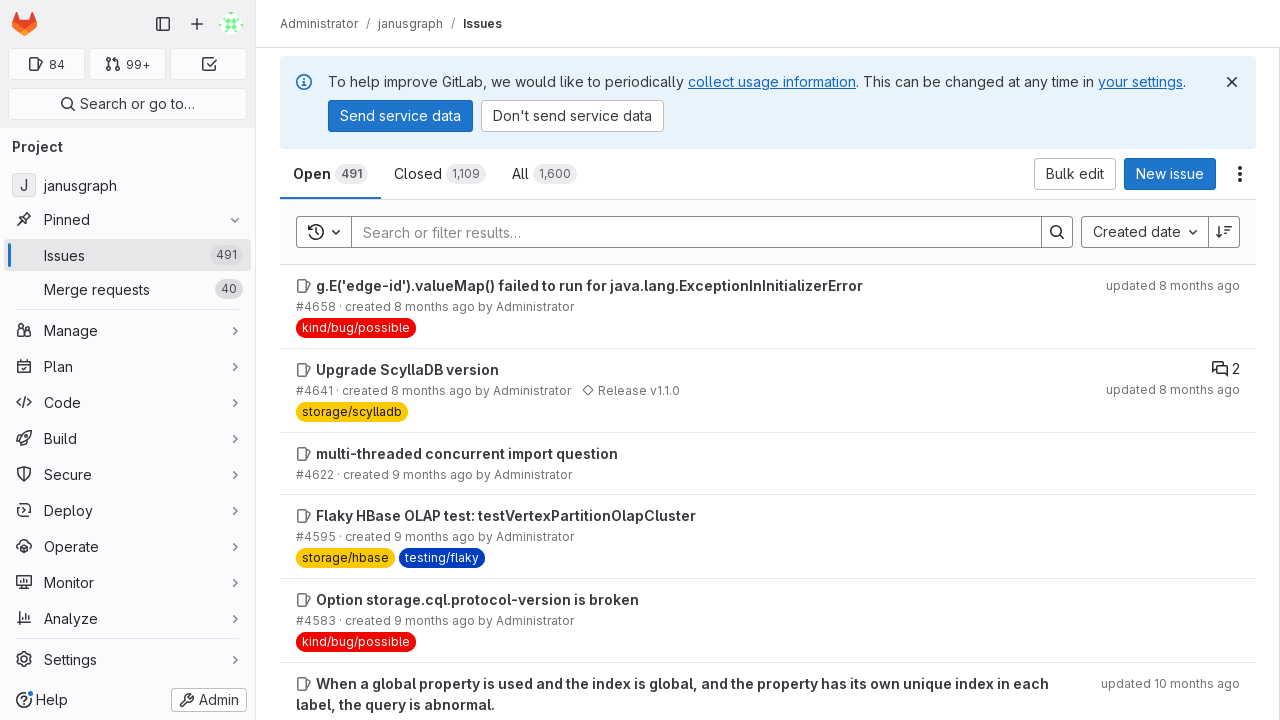 Administrator / janusgraph / Issues
84
99+
Search or go to…
Project
J janusgraph
Pinned
Issues 491
Merge requests 40
Manage
Plan
Code
Build
Secure
Deploy
Operate
Monitor
Analyze
Settings
Help
Admin
To help improve GitLab, we would like to periodically collect usage information. This can be changed at any time in your settings.
Send service data
Don't send service data
Open 491
Closed 1,109
All 1,600
Bulk edit
New issue
Search or filter results…
Created date
g.E('edge-id').valueMap() failed to run for java.lang.ExceptionInInitializerError
updated 8 months ago
#4658 · created 8 months ago by Administrator
kind/bug/possible
Upgrade ScyllaDB version
2
#4641 · created 8 months ago by Administrator Release v1.1.0
updated 8 months ago
storage/scylladb
multi-threaded concurrent import question
#4622 · created 9 months ago by Administrator
Flaky HBase OLAP test: testVertexPartitionOlapCluster
#4595 · created 9 months ago by Administrator
storage/hbase testing/flaky
Option storage.cql.protocol-version is broken
#4583 · created 9 months ago by Administrator
kind/bug/possible
When a global property is used and the index is global, and the property has its own unique index in each
label, the query is abnormal.
updated 10 months ago